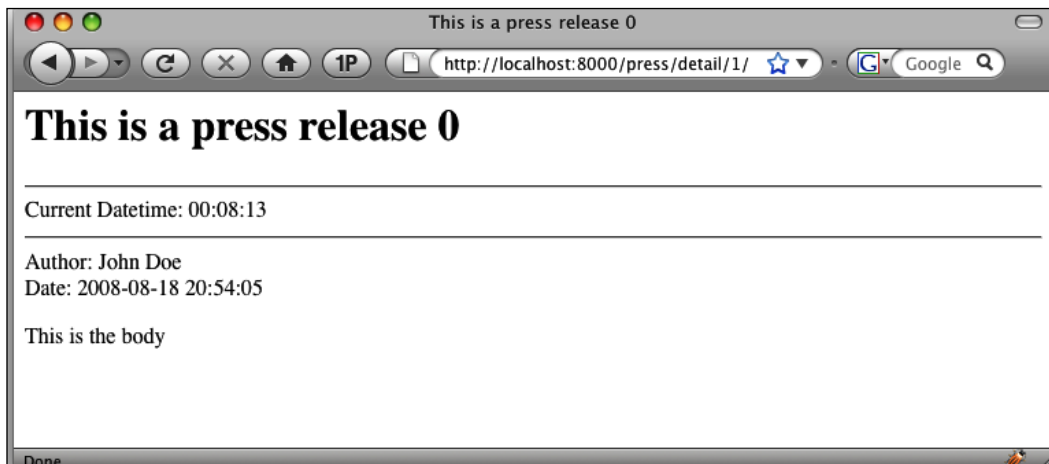 This is a press release 0
1P
http://localhost:8000/press/detail/1/
G Google
This is a press release 0
Current Datetime: 00:08:13
Author: John Doe
Date: 2008-08-18 20:54:05
This is the body
Done